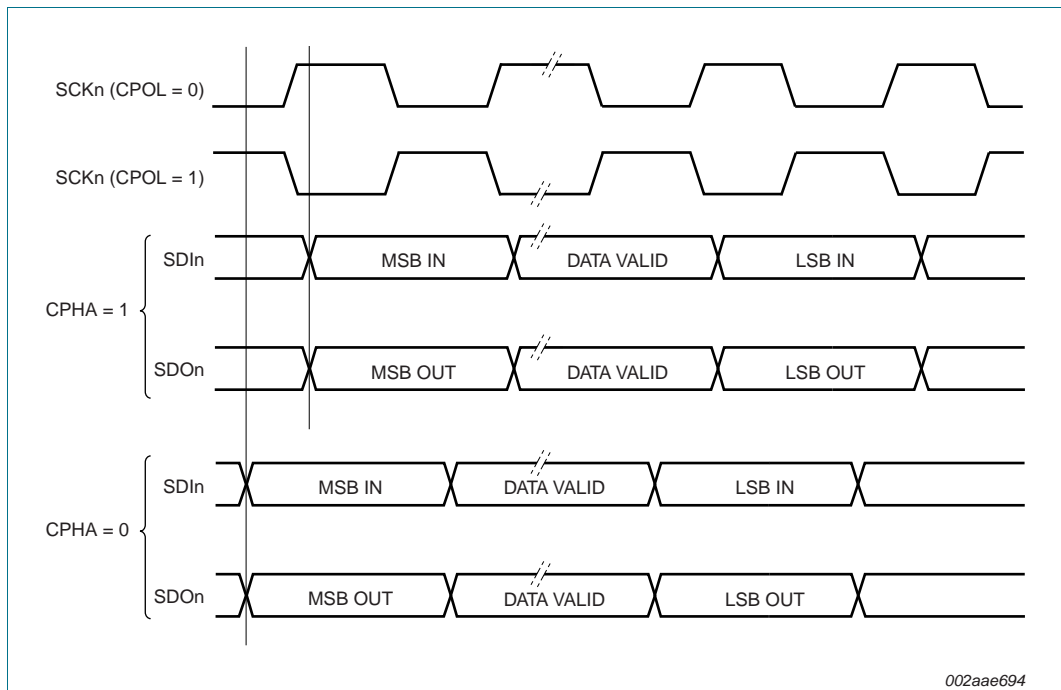 SCKn (CPOL = 0)
SCKn (CPOL = 1)
SDIn
MSB IN
DATA VALID
LSB IN
CPHA = 1
SDOn
MSB OUT
DATA VALID
LSB OUT
SDIn
MSB IN
DATA VALID
LSB IN
CPHA = 0
SDOn
MSB OUT
DATA VALID
LSB OUT
002aae694